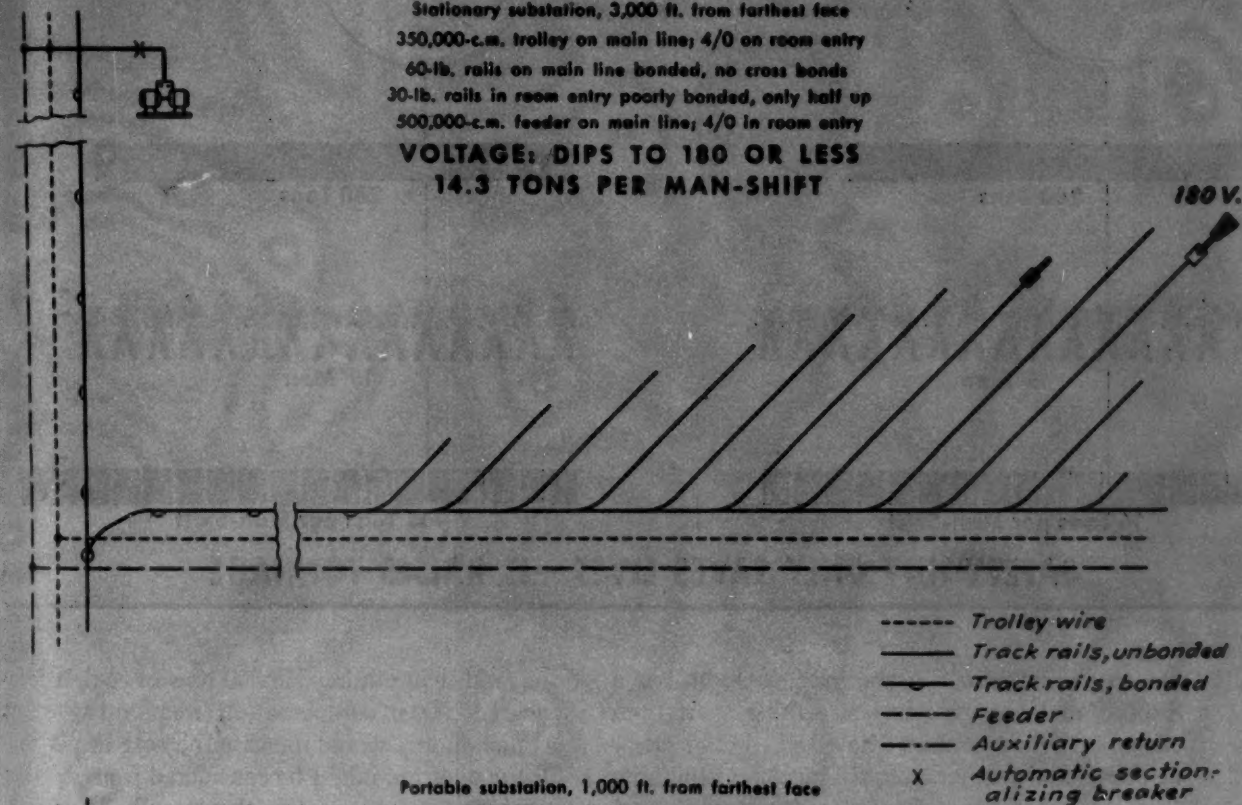 Stationary substation, 3,000 ft. from farthest face
350,000-c.m. trolley on main line; 4/0 on room entry
60-lb. rails on main line bonded, no cross bonds
30-lb. rails in room entry poorly bonded, only half up
500,000-c.m. feeder on main line; 4/0 in room entry
VOLTAGE: DIPS TO 180 OR LESS
14.3 TONS PER MAN-SHIFT
180 V.
Trolley wire
Track rails, unbonded
Track rails, bonded
Feeder
Auxiliary return
X Automatic section-
alizing breaker
Portable substation, 1,000 ft. from farthest face